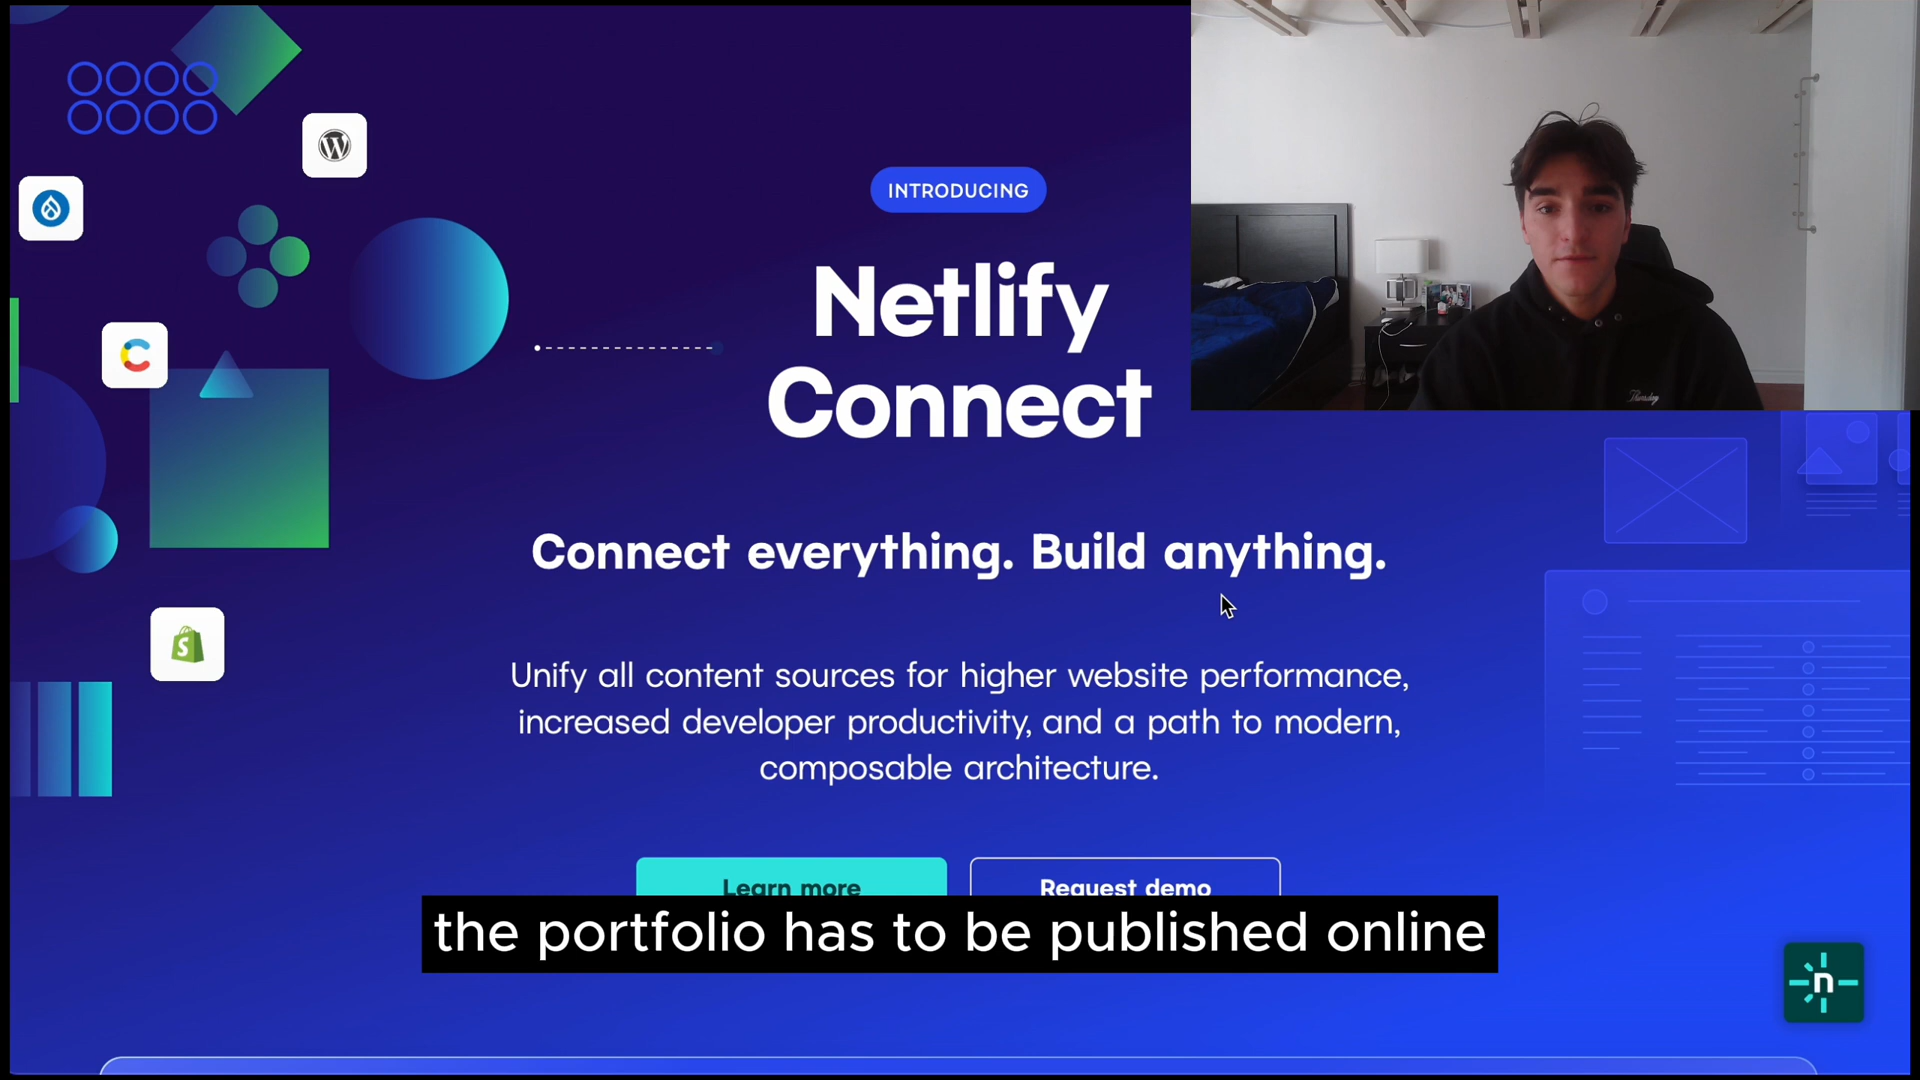 INTRODUCING
Netlify
Connect
Connect everything. Build anything.
Unify all content sources for higher website performance,
increased developer productivity, and a path to modern,
composable architecture.
Learn more
Request demo
the portfolio has to be published online
Thursday
n